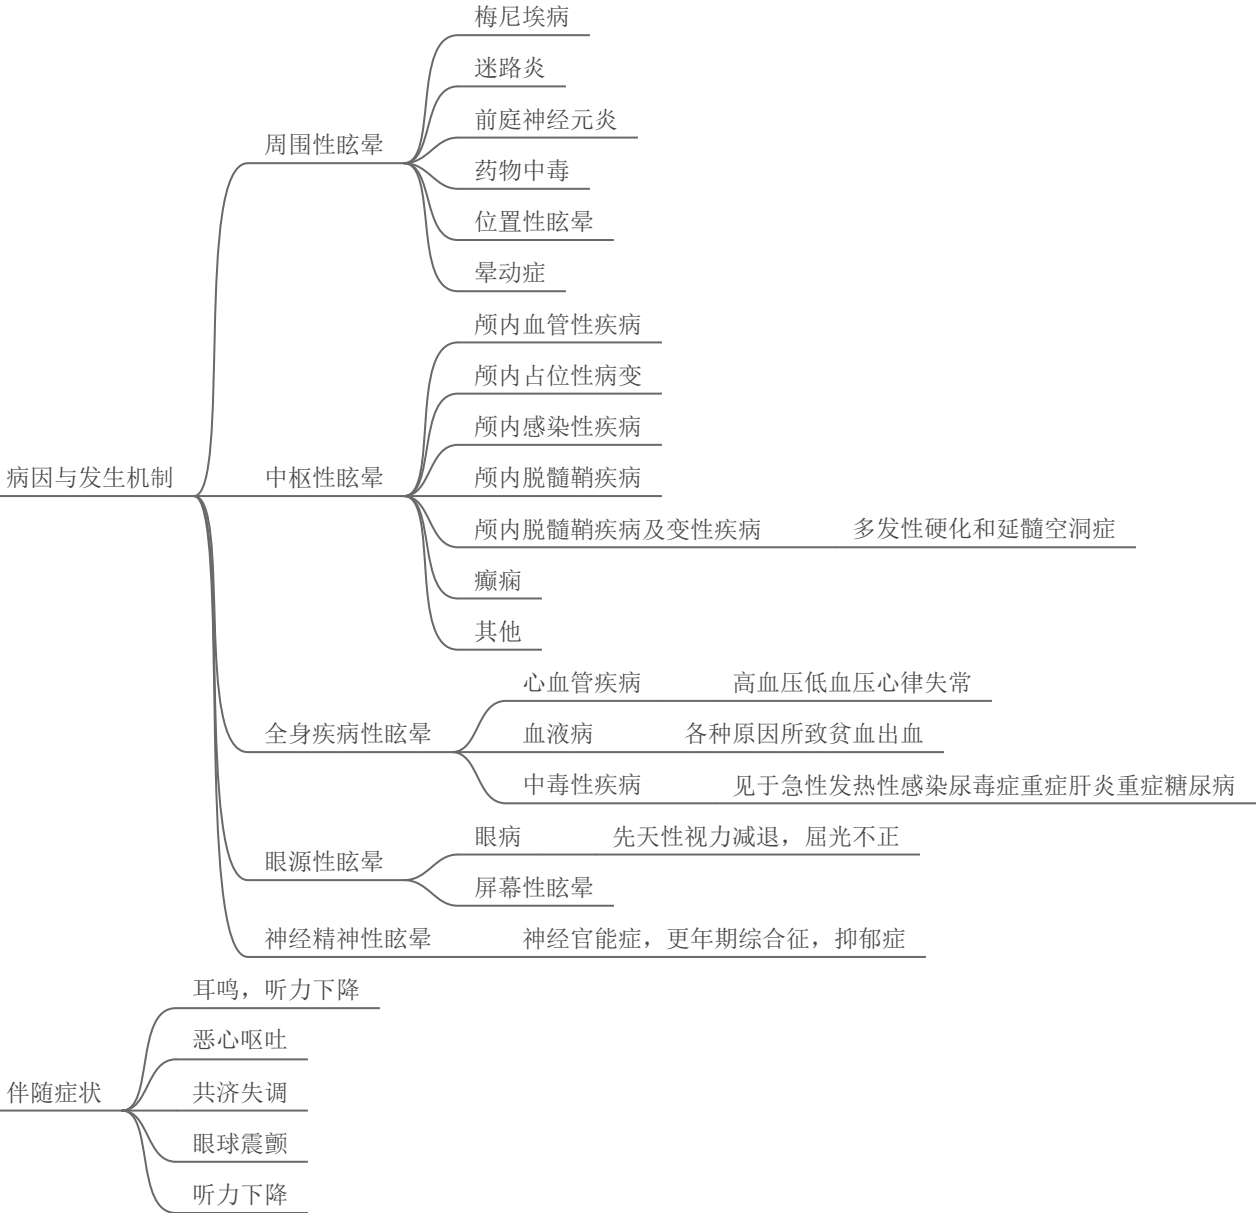 病因与发生机制
周围性眩晕
梅尼埃病
迷路炎
前庭神经元炎
药物中毒
位置性眩晕
晕动症
中枢性眩晕
颅内血管性疾病
颅内占位性病变
颅内感染性疾病
颅内脱髓鞘疾病
颅内脱髓鞘疾病及变性疾病
多发性硬化和延髓空洞症
癫痫
其他
全身疾病性眩晕
心血管疾病
高血压低血压心律失常
血液病
各种原因所致贫血出血
中毒性疾病
见于急性发热性感染尿毒症重症肝炎重症糖尿病
眼源性眩晕
眼病
先天性视力减退，屈光不正
屏幕性眩晕
神经精神性眩晕
神经官能症，更年期综合征，抑郁症
伴随症状
耳鸣，听力下降
恶心呕吐
共济失调
眼球震颤
听力下降